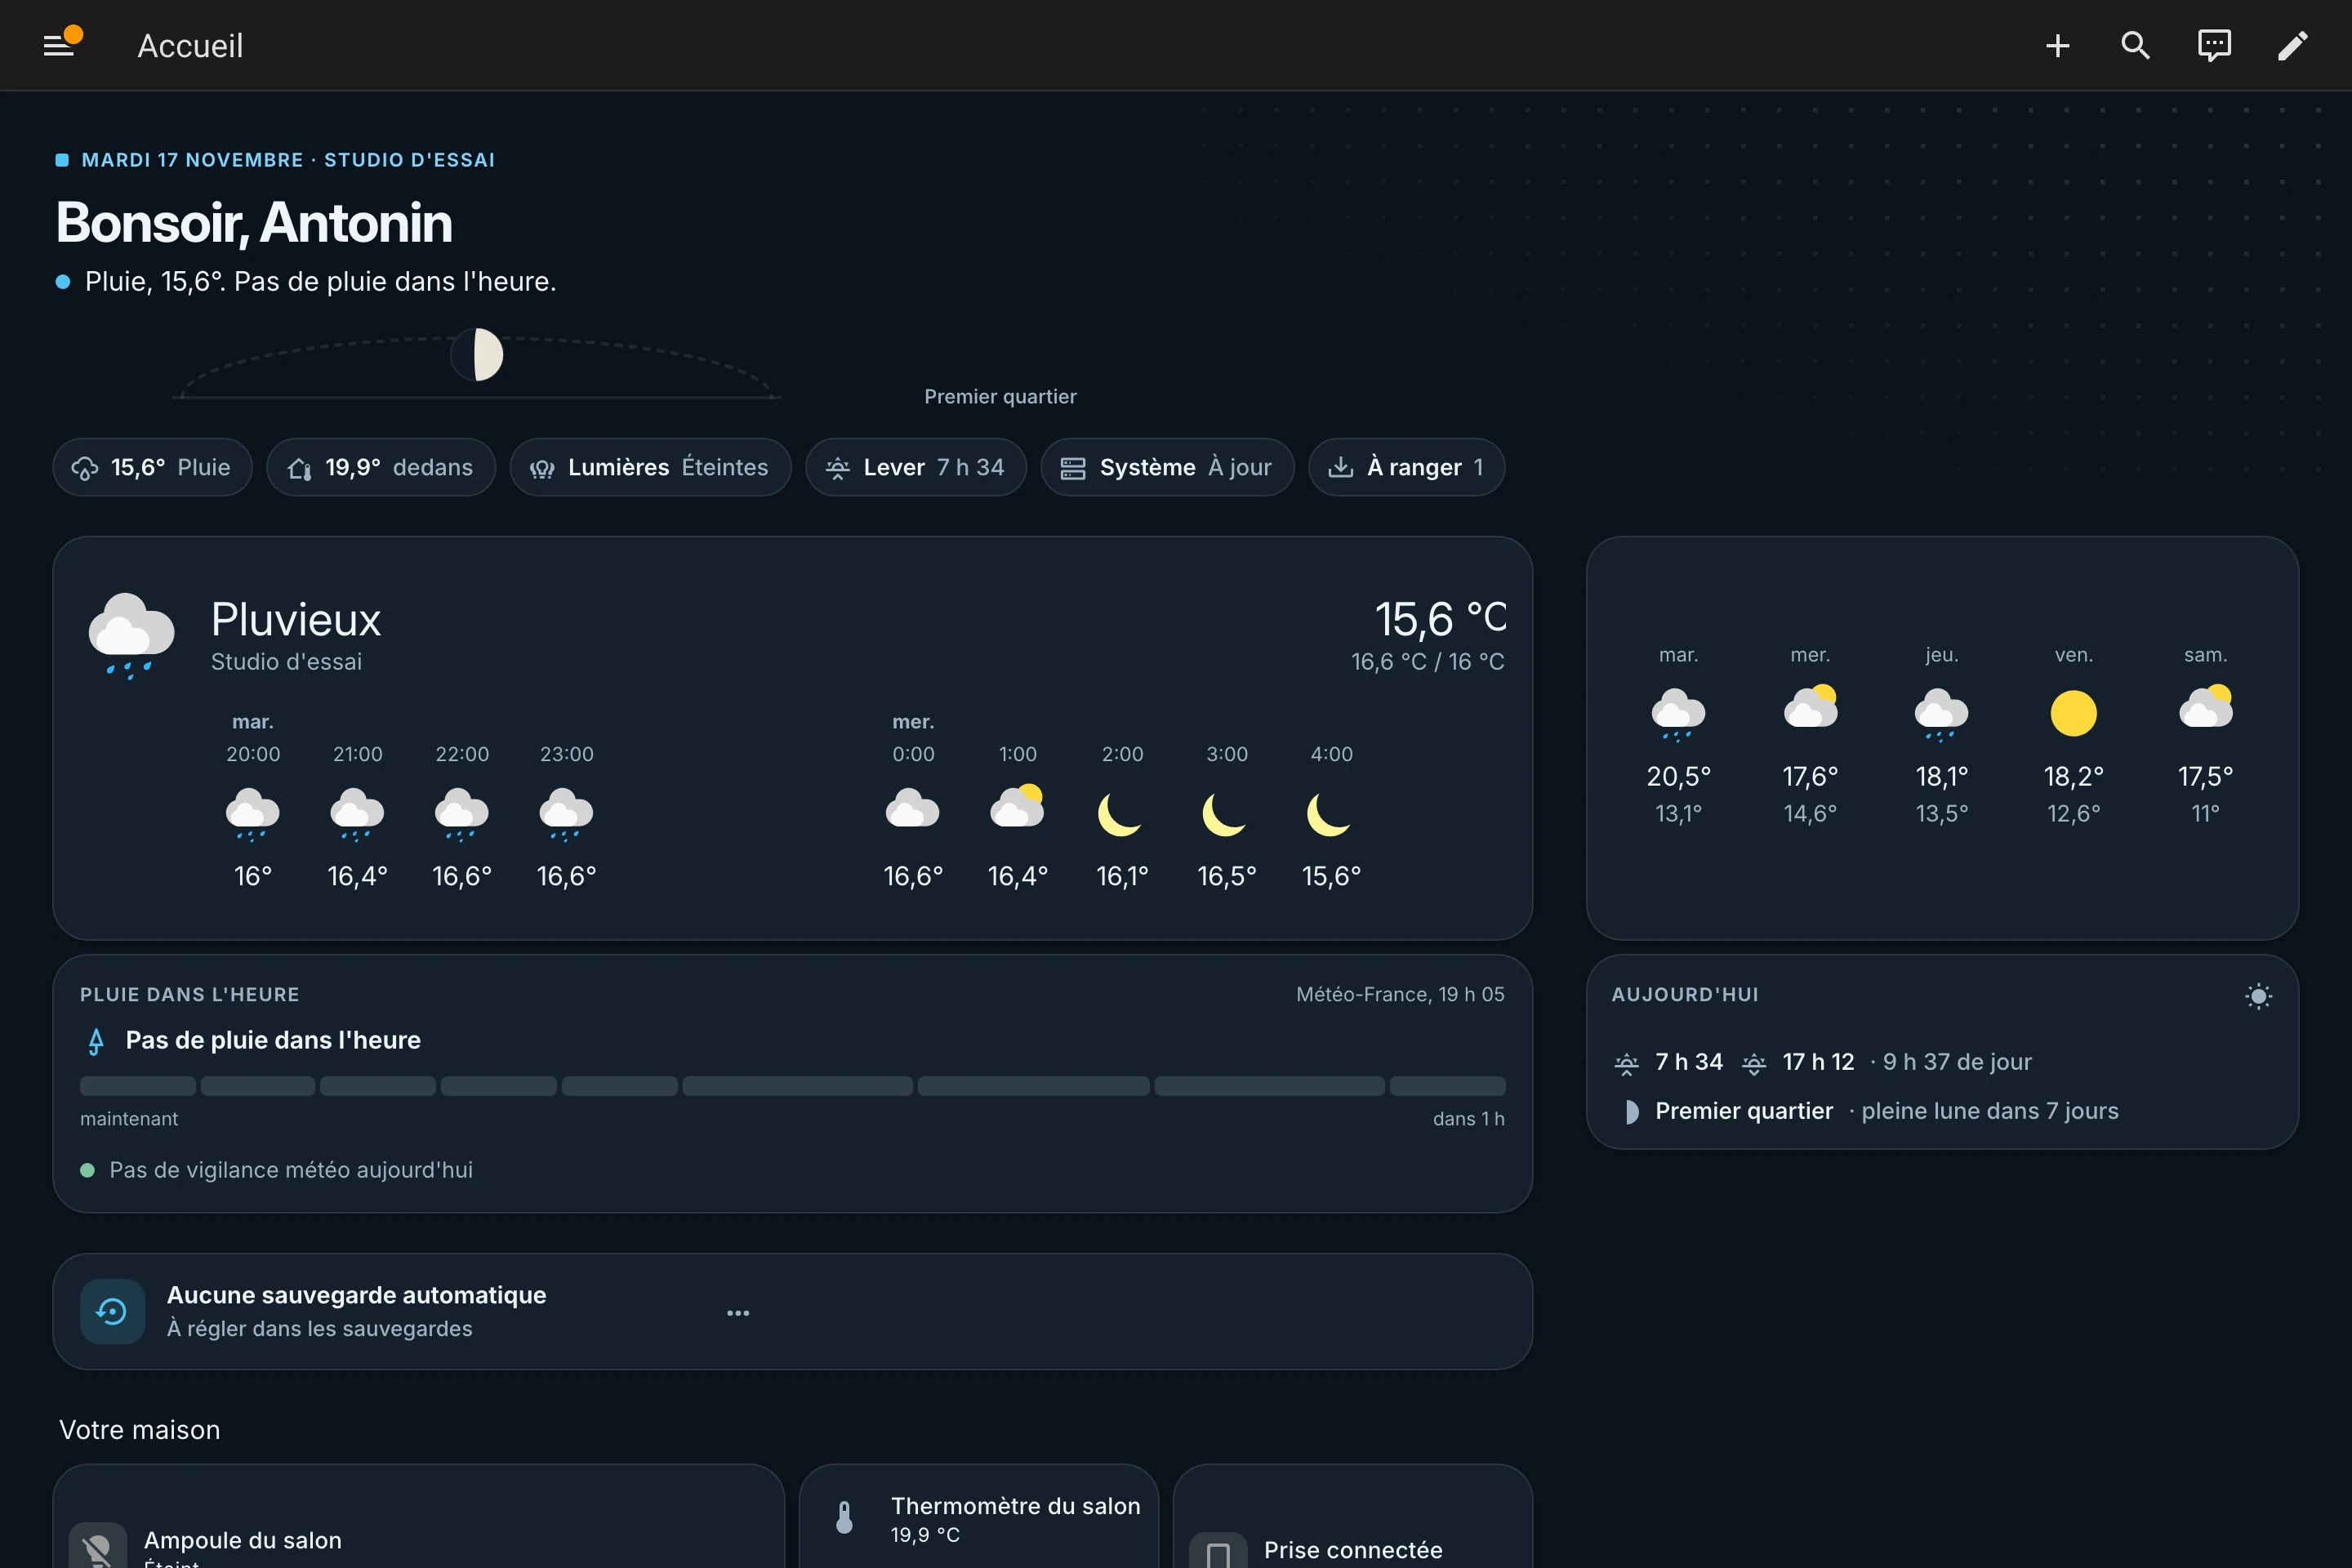 Accueil
MARDI 17 NOVEMBRE · STUDIO D'ESSAI
Bonsoir, Antonin
Pluie, 15,6°. Pas de pluie dans l'heure.
Premier quartier
15,6° Pluie
19,9° dedans
Lumières Éteintes
Lever 7 h 34
Système À jour
À ranger 1
Pluvieux
Studio d'essai
15,6 °C
16,6 °C / 16 °C
mar. mer.
20:00 21:00 22:00 23:00 0:00 1:00 2:00 3:00 4:00
16° 16,4° 16,6° 16,6° 16,6° 16,4° 16,1° 16,5° 15,6°
mar. mer. jeu. ven. sam.
20,5° 17,6° 18,1° 18,2° 17,5°
13,1° 14,6° 13,5° 12,6° 11°
PLUIE DANS L'HEURE
Météo-France, 19 h 05
Pas de pluie dans l'heure
maintenant
dans 1 h
Pas de vigilance météo aujourd'hui
AUJOURD'HUI
7 h 34 17 h 12 · 9 h 37 de jour
Premier quartier · pleine lune dans 7 jours
Aucune sauvegarde automatique
À régler dans les sauvegardes
Votre maison
Ampoule du salon
Éteint
Thermomètre du salon
19,9 °C
Prise connectée